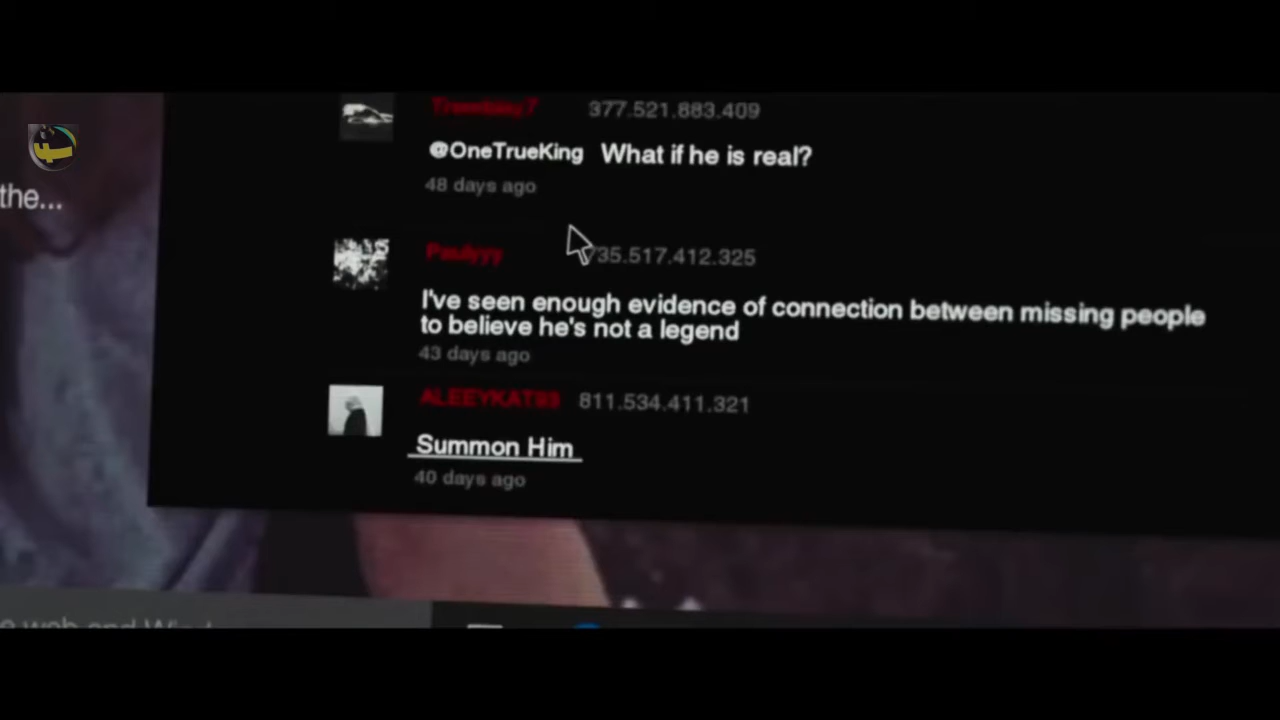 377.521.883.409
@OneTrueKing What if he is real?
48 days ago
the...
Paulyyy 735.517.412.325
I've seen enough evidence of connection between missing people
to believe he's not a legend
43 days ago
ALEEYKAT93 811.534.411.321
Summon Him
40 days ago